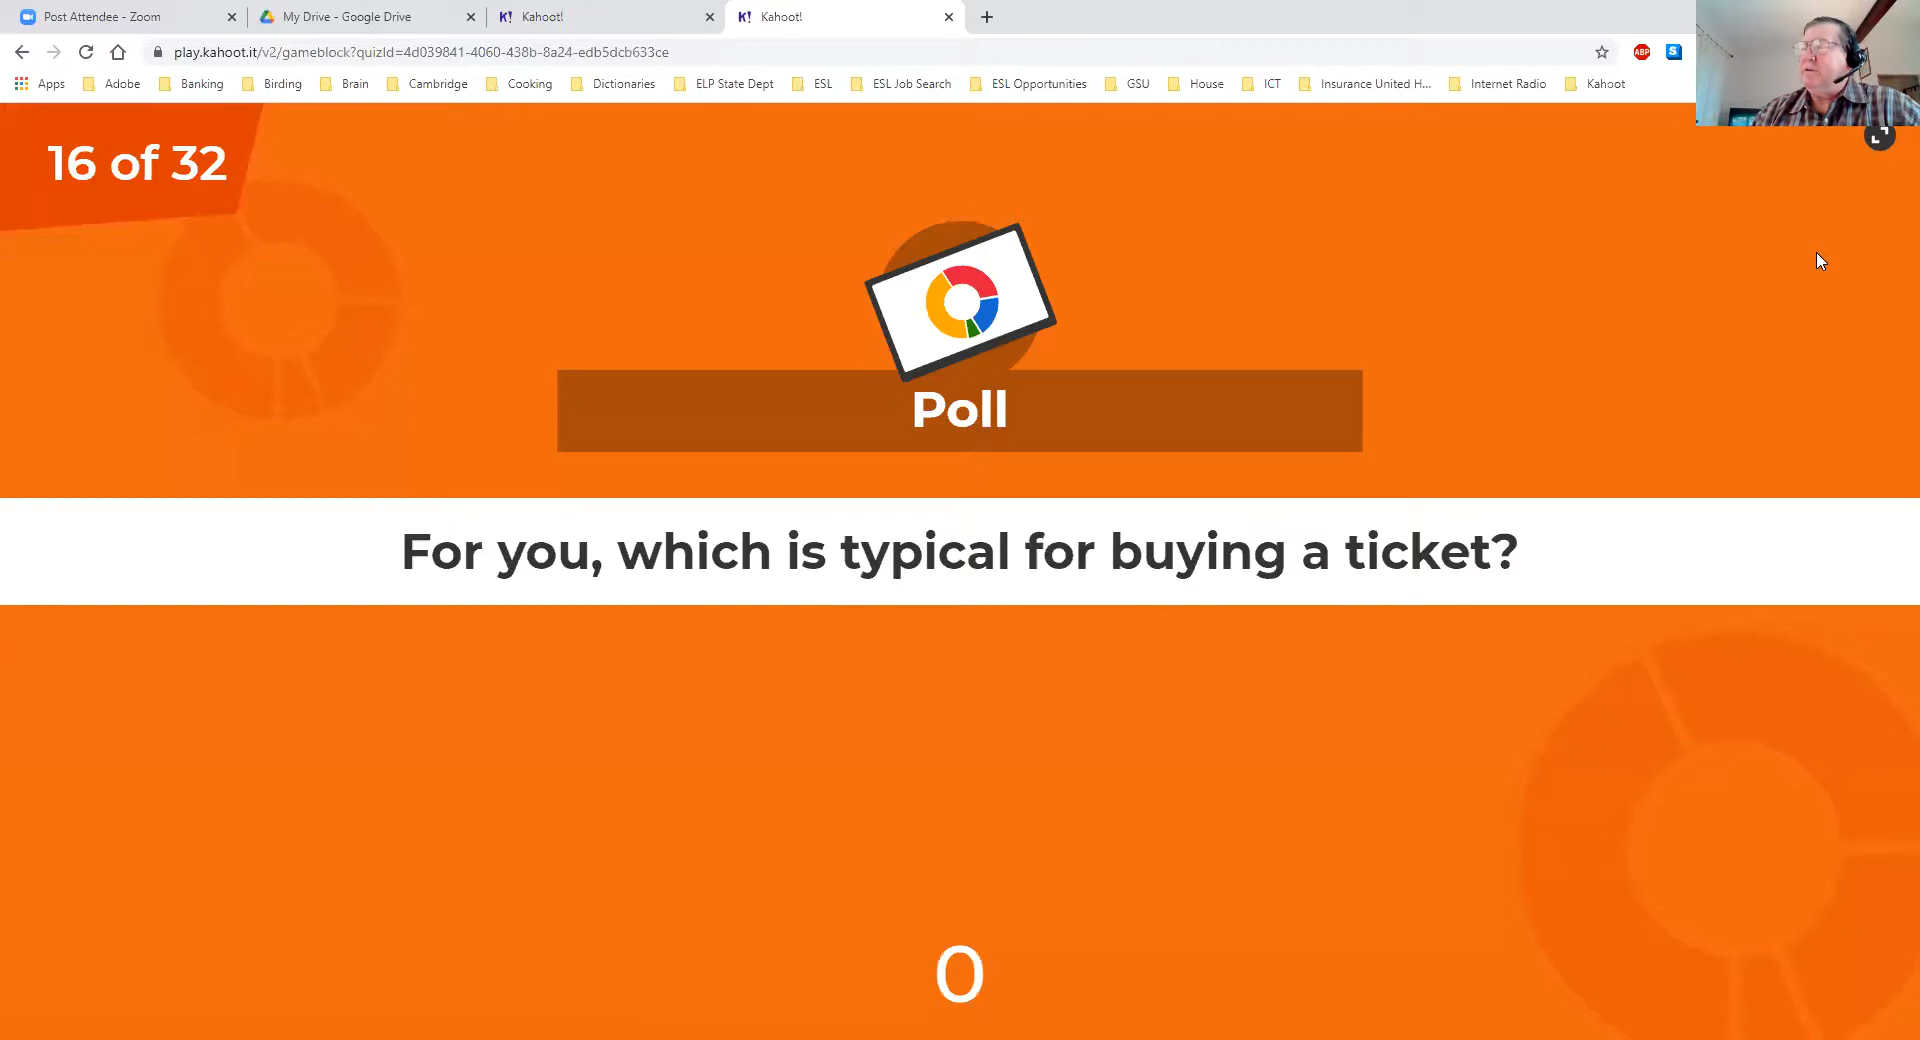 Post Attendee - Zoom
My Drive - Google Drive
K! Kahoot!
K! Kahoot!
play.kahoot.it/v2/gameblock?quizId=4d039841-4060-438b-8a24-edb5dcb633ce
ABP
S
Apps Adobe Banking Birding Brain Cambridge Cooking Dictionaries ELP State Dept ESL ESL Job Search ESL Opportunities GSU House ICT Insurance United H... Internet Radio Kahoot
16 of 32
Poll
For you, which is typical for buying a ticket?
0